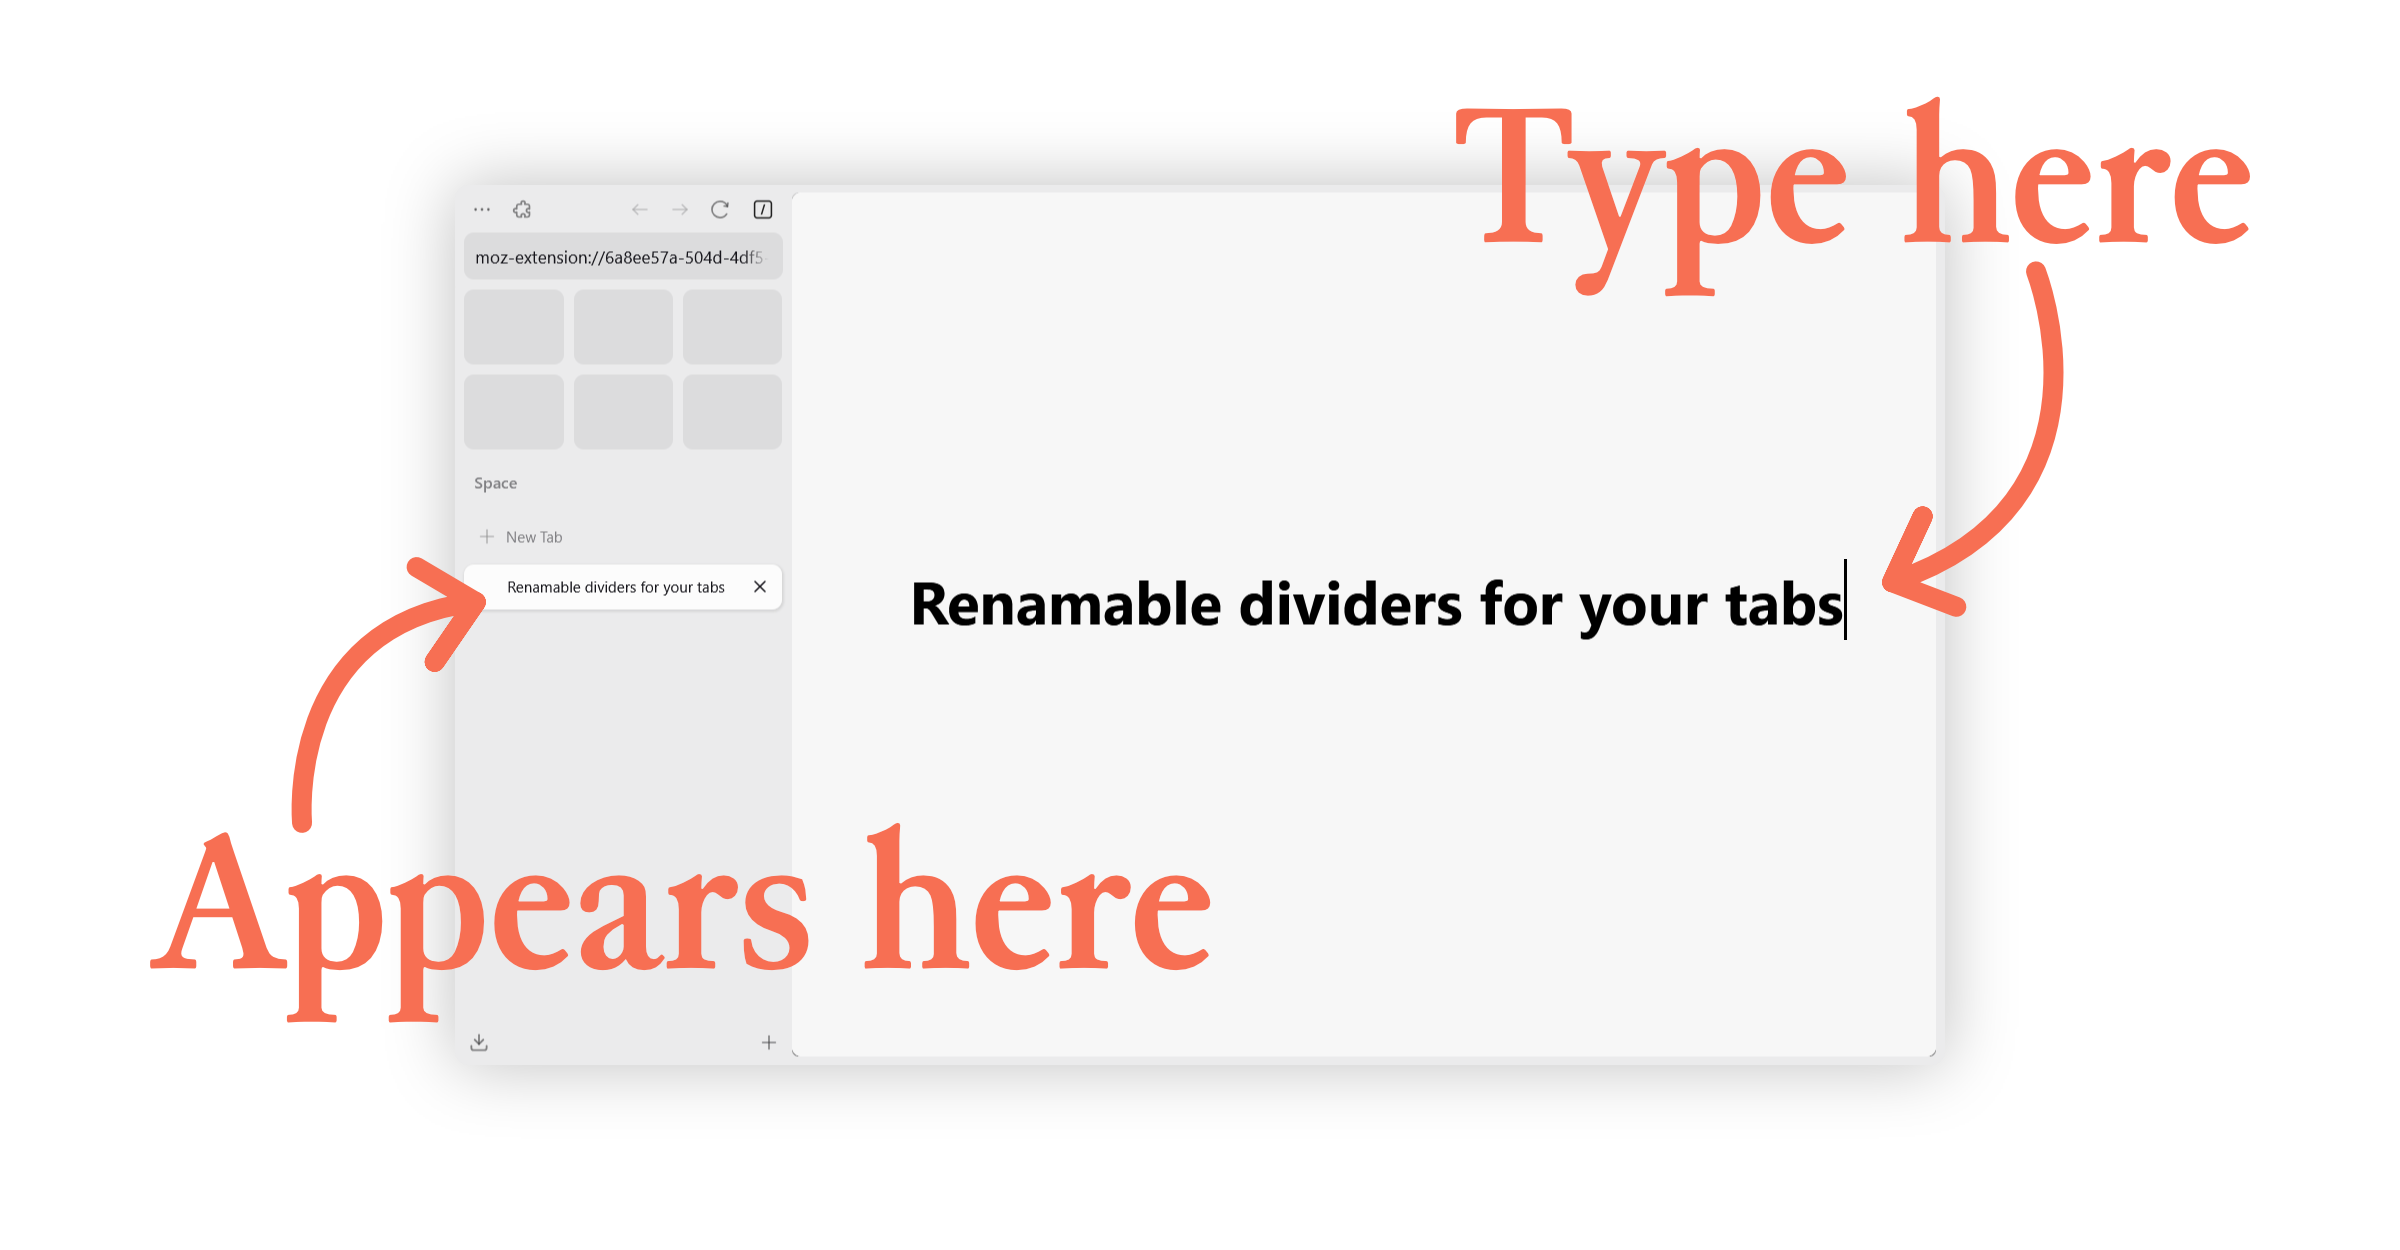 Type here
moz-extension://6a8ee57a-504d-4df5-
Space
New Tab
Renamable dividers for your tabs
Renamable dividers for your tabs
Appears here